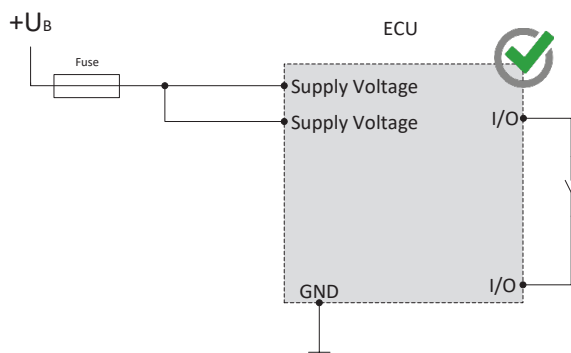 +UB
ECU
Fuse
Supply Voltage
Supply Voltage
I/O
I/O
GND